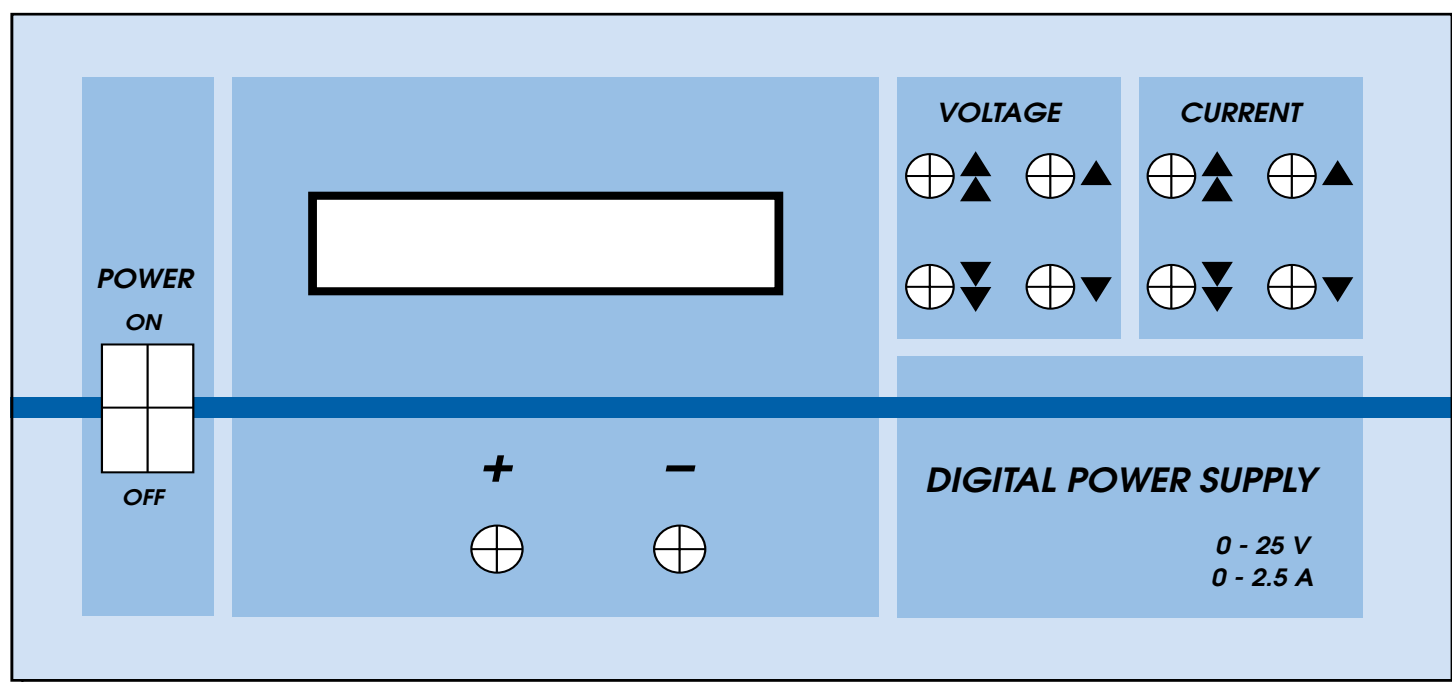 VOLTAGE
CURRENT
POWER
ON
OFF
+ −
DIGITAL POWER SUPPLY
0 - 25 V
0 - 2.5 A